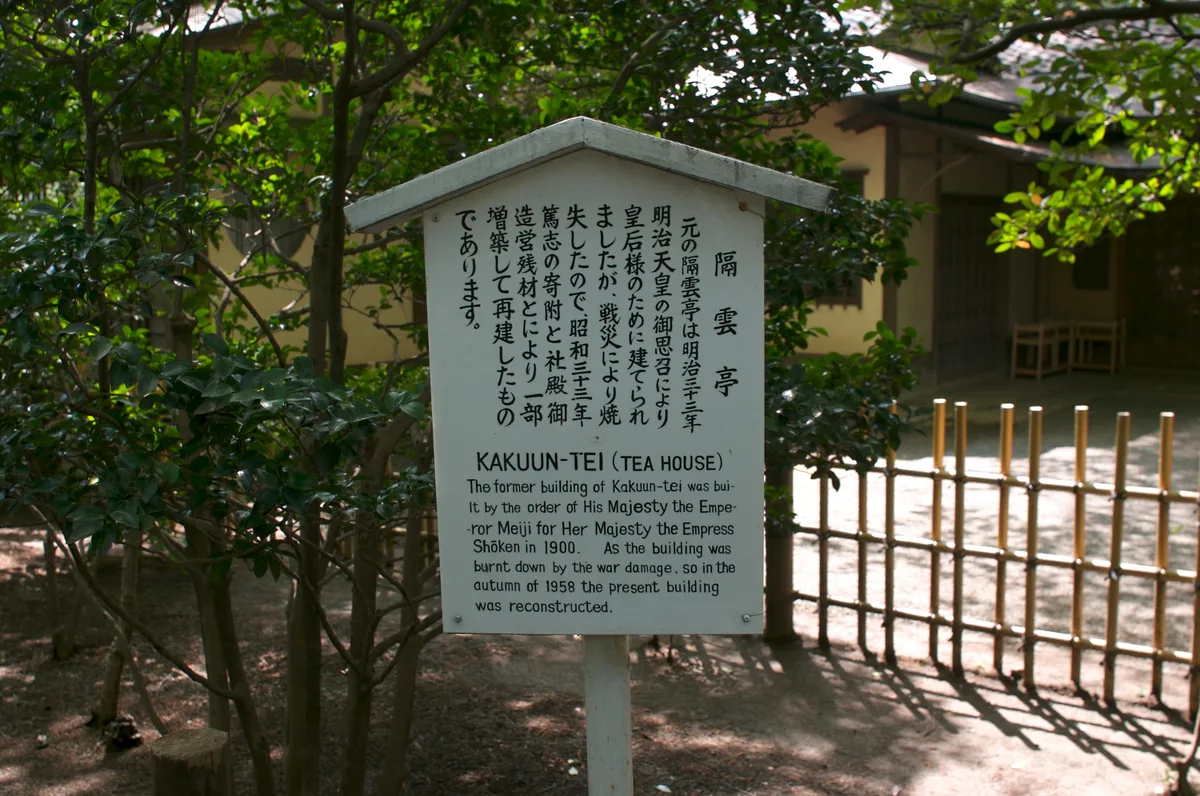 隔雲亭
元の隔雲亭は明治三十三年
明治天皇の御思召により
皇后様のために建てられ
ましたが、戦災により焼
失したので、昭和三十三年
篤志の寄附と社殿御
造営残材とにより一部
増築して再建したもの
であります。
KAKUUN-TEI (TEA HOUSE)
The former building of Kakuun-tei was bui-
lt by the order of His Majesty the Empe-
-ror Meiji for Her Majesty the Empress
Shōken in 1900. As the building was
burnt down by the war damage, so in the
autumn of 1958 the present building
was reconstructed.